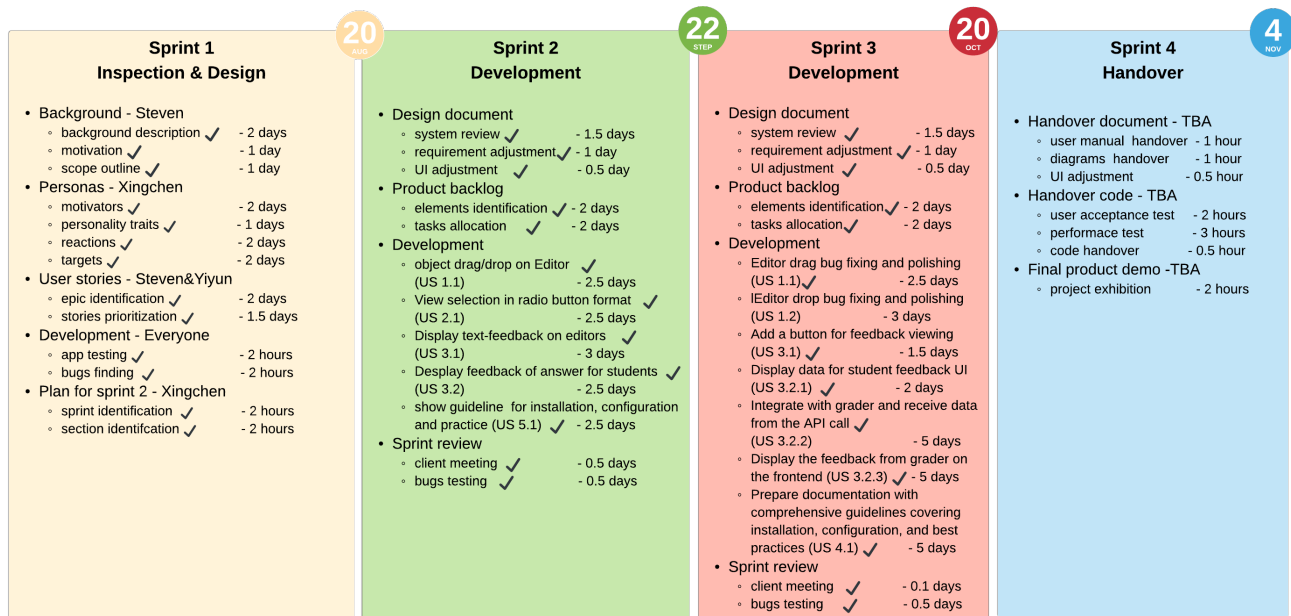 Sprint 1
Inspection & Design
20
AUG
• Background - Steven
◦ background description ✓ - 2 days
◦ motivation ✓ - 1 day
◦ scope outline ✓ - 1 day
• Personas - Xingchen
◦ motivators ✓ - 2 days
◦ personality traits ✓ - 1 days
◦ reactions ✓ - 2 days
◦ targets ✓ - 2 days
• User stories - Steven&Yiyun
◦ epic identification ✓ - 2 days
◦ stories prioritization ✓ - 1.5 days
• Development - Everyone
◦ app testing ✓ - 2 hours
◦ bugs finding ✓ - 2 hours
• Plan for sprint 2 - Xingchen
◦ sprint identification ✓ - 2 hours
◦ section identifcation ✓ - 2 hours
Sprint 2
Development
22
STEP
• Design document
◦ system review ✓ - 1.5 days
◦ requirement adjustment ✓ - 1 day
◦ UI adjustment ✓ - 0.5 day
• Product backlog
◦ elements identification ✓ - 2 days
◦ tasks allocation ✓ - 2 days
• Development
◦ object drag/drop on Editor ✓
(US 1.1) - 2.5 days
◦ View selection in radio button format ✓
(US 2.1) - 2.5 days
◦ Display text-feedback on editors ✓
(US 3.1) - 3 days
◦ Desplay feedback of answer for students ✓
(US 3.2) - 2.5 days
◦ show guideline for installation, configuration
and practice (US 5.1) ✓ - 2.5 days
• Sprint review
◦ client meeting ✓ - 0.5 days
◦ bugs testing ✓ - 0.5 days
Sprint 3
Development
20
OCT
• Design document
◦ system review ✓ - 1.5 days
◦ requirement adjustment ✓ - 1 day
◦ UI adjustment ✓ - 0.5 day
• Product backlog
◦ elements identification ✓ - 2 days
◦ tasks allocation ✓ - 2 days
• Development
◦ Editor drag bug fixing and polishing
(US 1.1) ✓ - 2.5 days
◦ lEditor drop bug fixing and polishing
(US 1.2) - 3 days
◦ Add a button for feedback viewing
(US 3.1) ✓ - 1.5 days
◦ Display data for student feedback UI
(US 3.2.1) ✓ - 2 days
◦ Integrate with grader and receive data
from the API call ✓
(US 3.2.2) - 5 days
◦ Display the feedback from grader on
the frontend (US 3.2.3) ✓ - 5 days
◦ Prepare documentation with
comprehensive guidelines covering
installation, configuration, and best
practices (US 4.1) ✓ - 5 days
• Sprint review
◦ client meeting ✓ - 0.1 days
◦ bugs testing ✓ - 0.5 days
Sprint 4
Handover
4
NOV
• Handover document - TBA
◦ user manual handover - 1 hour
◦ diagrams handover - 1 hour
◦ UI adjustment - 0.5 hour
• Handover code - TBA
◦ user acceptance test - 2 hours
◦ performace test - 3 hours
◦ code handover - 0.5 hour
• Final product demo -TBA
◦ project exhibition - 2 hours